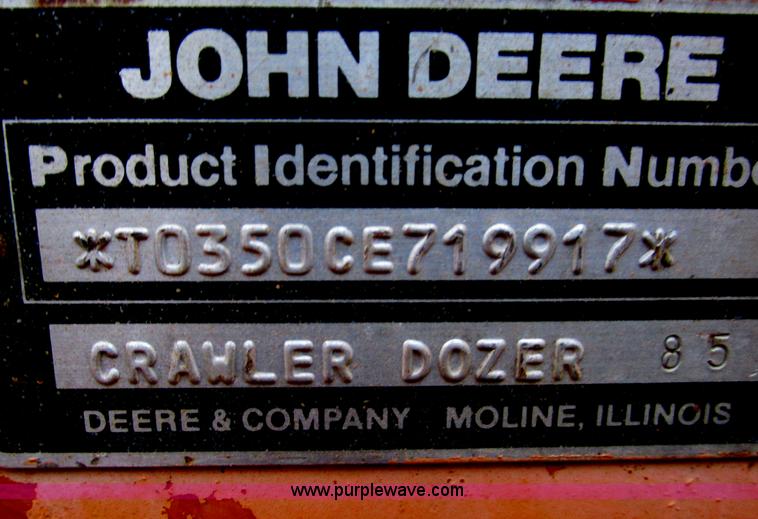 JOHN DEERE
Product Identification Numbe
*T0350CE719917*
CRAWLER DOZER 85
DEERE & COMPANY MOLINE, ILLINOIS
www.purplewave.com